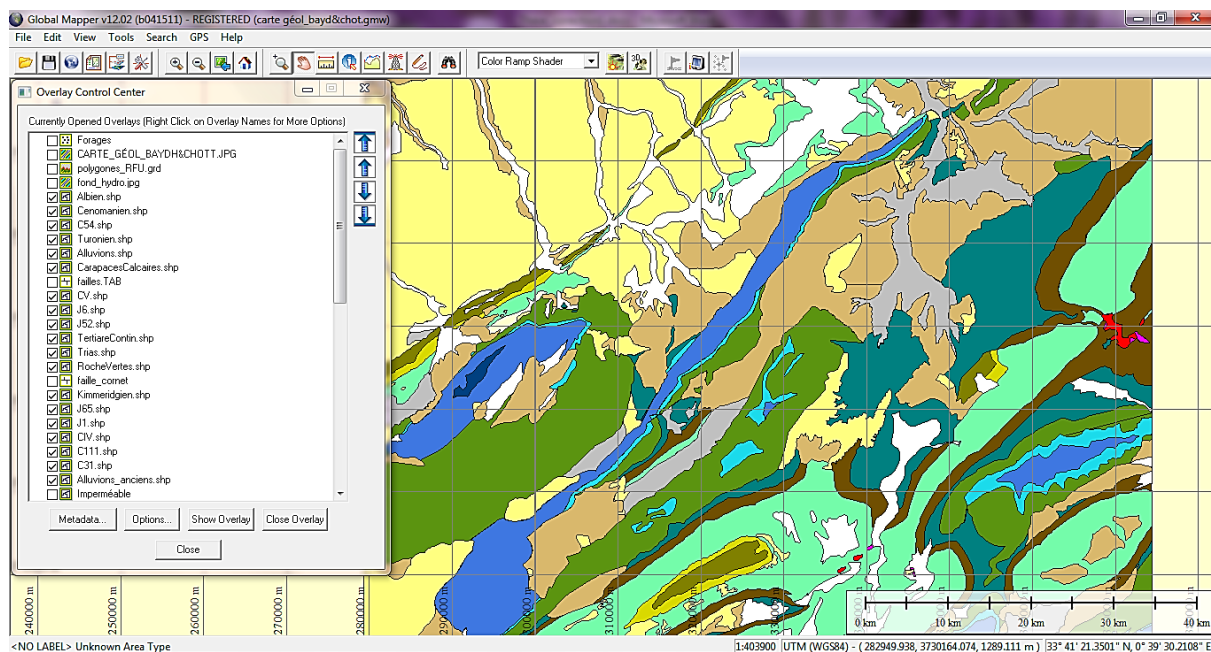 Global Mapper v12.02 (b041511) - REGISTERED (carte géol_bayd&chot.gmw)
File Edit View Tools Search GPS Help
Color Ramp Shader
Overlay Control Center
Currently Opened Overlays (Right Click on Overlay Names for More Options)
Forages
CARTE_GÉOL_BAYDH&CHOTT.JPG
polygones_RFU.grd
fond_hydro.jpg
Albien.shp
Cenomanien.shp
C54.shp
Turonien.shp
Alluvions.shp
CarapacesCalcaires.shp
failles.TAB
CV.shp
J6.shp
J52.shp
TertiareContin.shp
Trias.shp
RocheVertes.shp
faille_cornet
Kimmeridgien.shp
J65.shp
J1.shp
CIV.shp
C111.shp
C31.shp
Alluvions_anciens.shp
Imperméable
Metadata... Options... Show Overlay Close Overlay
Close
240000 m
250000 m
260000 m
270000 m
280000 m
290000 m
300000 m
310000 m
320000 m
330000 m
0 km 10 km 20 km 30 km 40 km
<NO LABEL> Unknown Area Type
1:403900 UTM (WGS84) - ( 282949.938, 3730164.074, 1289.111 m ) 33° 41' 21.3501" N, 0° 39' 30.2108" E